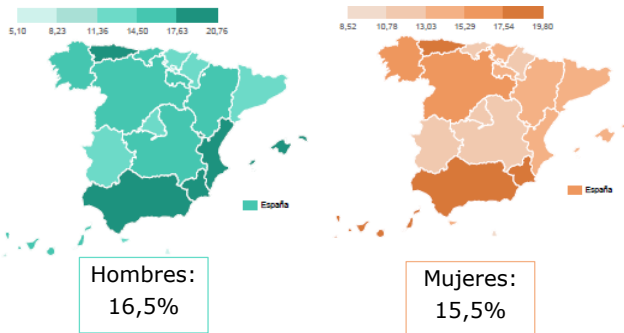 5,10 8,23 11,36 14,50 17,63 20,76
8,52 10,78 13,03 15,29 17,54 19,80
España
España
Hombres:
16,5%
Mujeres:
15,5%